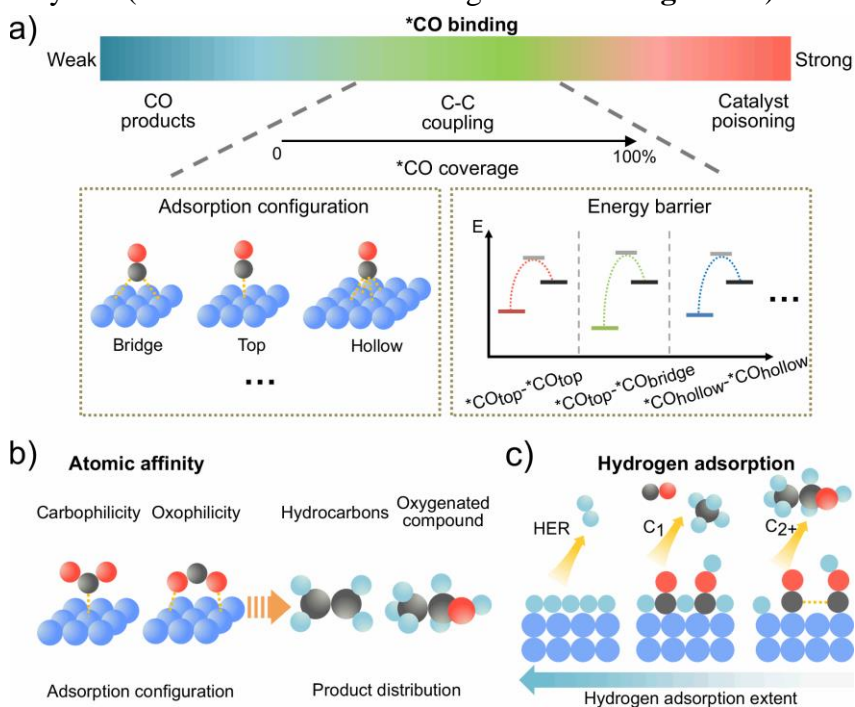 a)
*CO binding
Weak
Strong
CO
products
C-C
coupling
Catalyst
poisoning
0
100%
*CO coverage
Adsorption configuration
Bridge
Top
Hollow
...
Energy barrier
E
...
*COtop-*COtop
*COtop-*CObridge
*COhollow-*COhollow
b)
Atomic affinity
Carbophilicity
Oxophilicity
Hydrocarbons
Oxygenated
compound
Adsorption configuration
Product distribution
c)
Hydrogen adsorption
HER
C1
C2+
Hydrogen adsorption extent